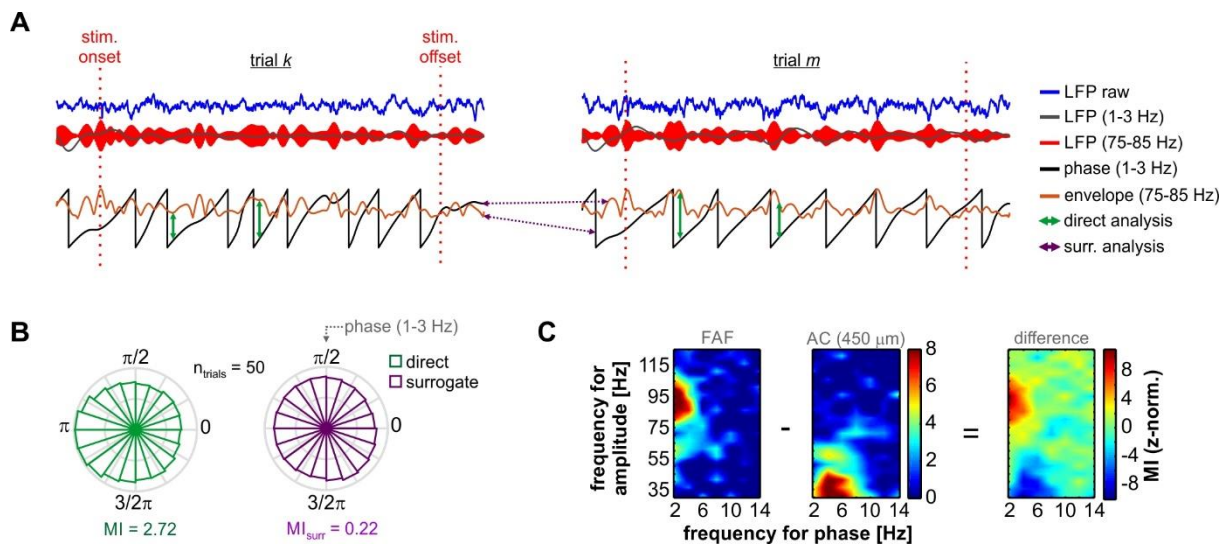 A
stim.
onset
trial k
stim.
offset
trial m
LFP raw
LFP (1-3 Hz)
LFP (75-85 Hz)
phase (1-3 Hz)
envelope (75-85 Hz)
direct analysis
surr. analysis
B
phase (1-3 Hz)
π/2
n_trials = 50
π/2
direct
surrogate
π
0
0
3/2π
3/2π
MI = 2.72
MI_surr = 0.22
C
FAF
AC (450 μm)
difference
frequency for
amplitude [Hz]
115
95
75
55
35
2 6 10 14
-
2 6 10 14
8
6
4
2
0
=
2 6 10 14
8
4
0
-4
-8
MI (z-norm.)
frequency for phase [Hz]